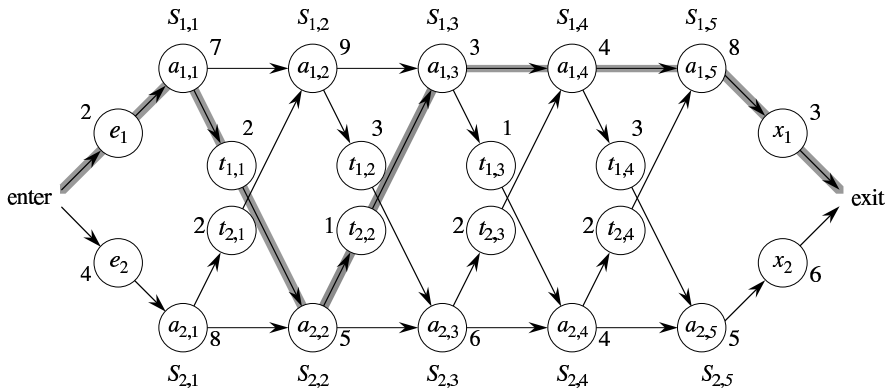 S1,1 S1,2 S1,3 S1,4 S1,5
7 9 3 4 8
a1,1 a1,2 a1,3 a1,4 a1,5
2 3
e1 x1
2 3 1 3
t1,1 t1,2 t1,3 t1,4
enter exit
2 1 2 2
t2,1 t2,2 t2,3 t2,4
e2 x2
4 6
a2,1 a2,2 a2,3 a2,4 a2,5
8 5 6 4 5
S2,1 S2,2 S2,3 S2,4 S2,5